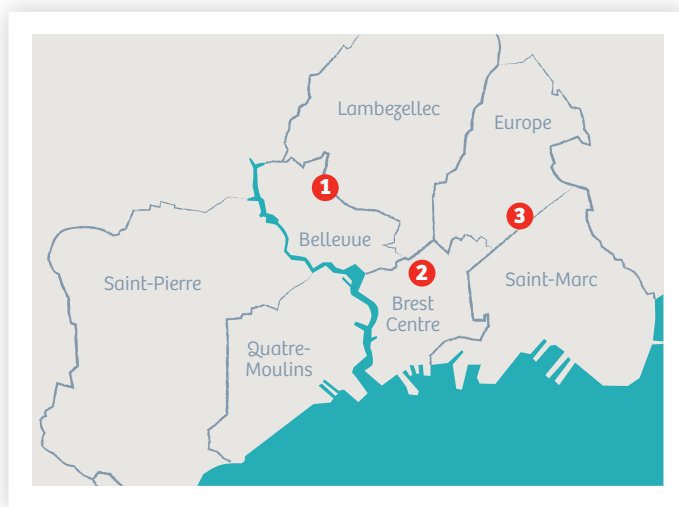 Lambezellec
Europe
1
3
Bellevue
Saint-Pierre
2
Saint-Marc
Brest
Centre
Quatre-
Moulins